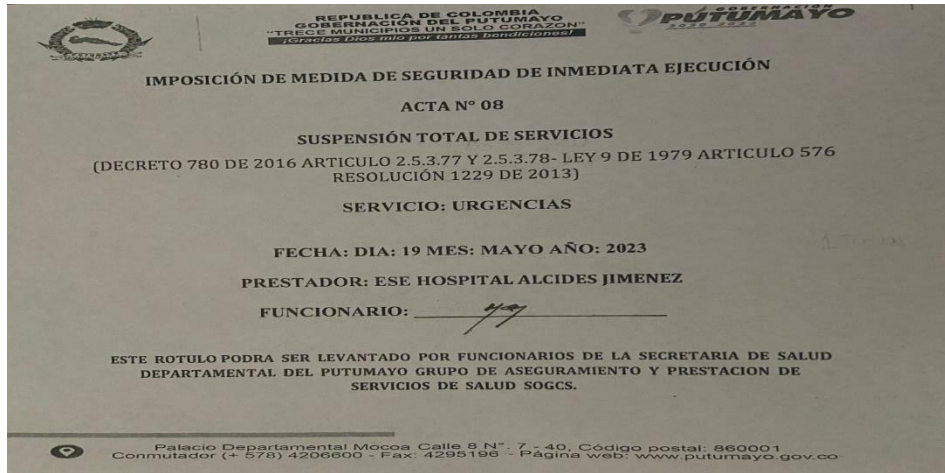 REPUBLICA DE COLOMBIA
GOBERNACIÓN DEL PUTUMAYO
"TRECE MUNICIPIOS UN SOLO CORAZON"
¡Gracias Dios mio por tantas bendiciones!
GOBERNACIÓN
PUTUMAYO
2020 2023
IMPOSICIÓN DE MEDIDA DE SEGURIDAD DE INMEDIATA EJECUCIÓN
ACTA Nº 08
SUSPENSIÓN TOTAL DE SERVICIOS
(DECRETO 780 DE 2016 ARTICULO 2.5.3.77 Y 2.5.3.78- LEY 9 DE 1979 ARTICULO 576
RESOLUCIÓN 1229 DE 2013)
SERVICIO: URGENCIAS
FECHA: DIA: 19 MES: MAYO AÑO: 2023
PRESTADOR: ESE HOSPITAL ALCIDES JIMENEZ
FUNCIONARIO:
ESTE ROTULO PODRA SER LEVANTADO POR FUNCIONARIOS DE LA SECRETARIA DE SALUD
DEPARTAMENTAL DEL PUTUMAYO GRUPO DE ASEGURAMIENTO Y PRESTACION DE
SERVICIOS DE SALUD SOGCS.
Palacio Departamental Mocoa Calle 8 N°. 7 - 40, Código postal: 860001
Conmutador (+ 578) 4206600 - Fax: 4295196 - Página web: www.putumayo.gov.co